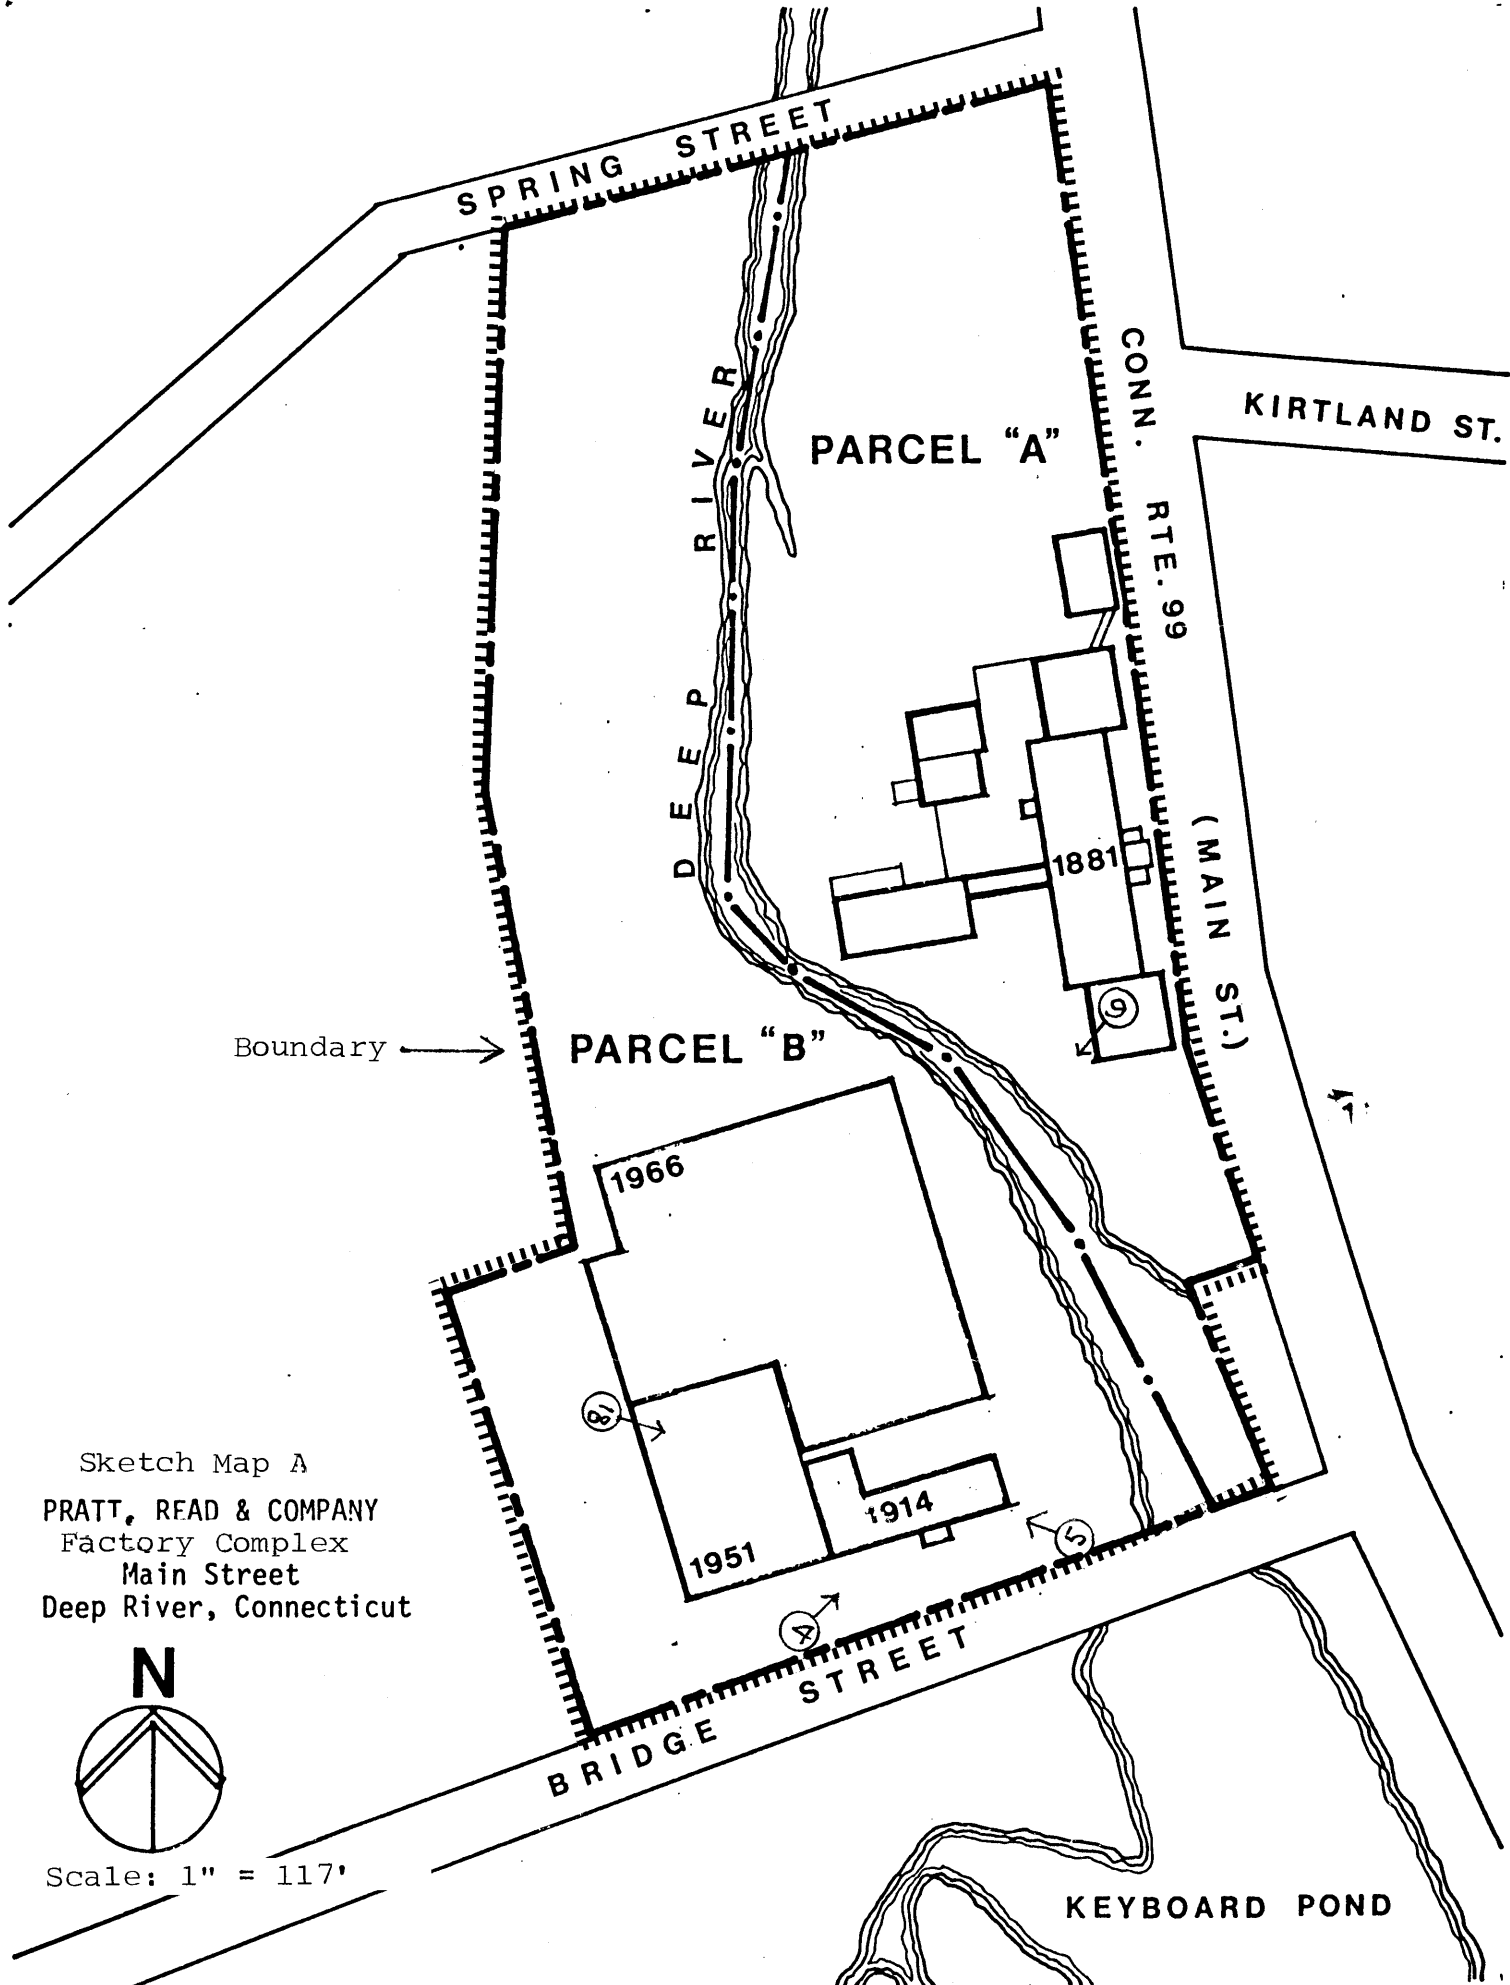 SPRING STREET
CONN. RTE. 99
(MAIN ST.)
KIRTLAND ST.
DEEP RIVER
PARCEL "A"
1881
6
Boundary
PARCEL "B"
1966
18
1914
1951
5
4
Sketch Map A
PRATT, READ & COMPANY
Factory Complex
Main Street
Deep River, Connecticut
N
Scale: 1" = 117'
BRIDGE STREET
KEYBOARD POND